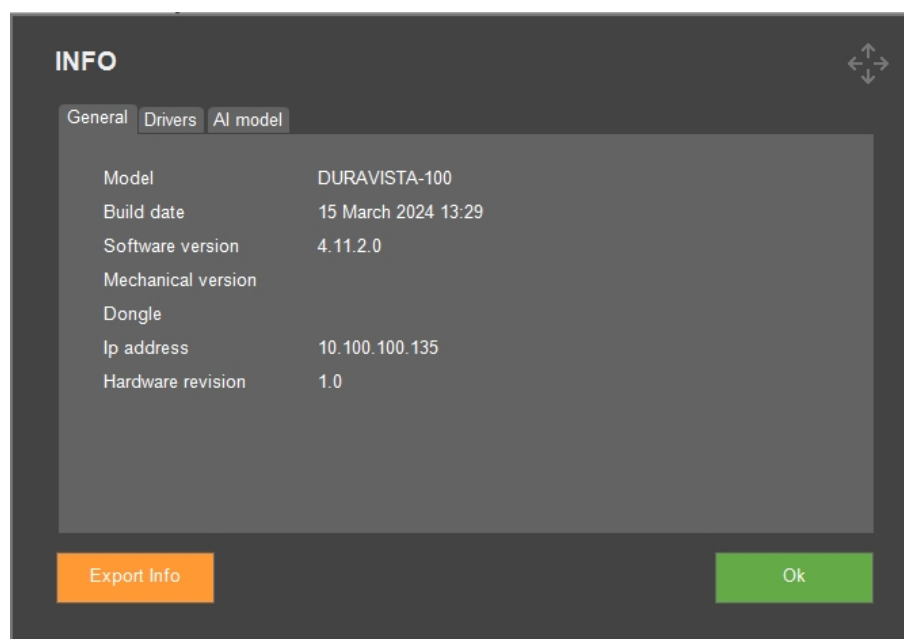 INFO
General Drivers AI model
Model DURAVISTA-100
Build date 15 March 2024 13:29
Software version 4.11.2.0
Mechanical version
Dongle
Ip address 10.100.100.135
Hardware revision 1.0
Export Info Ok